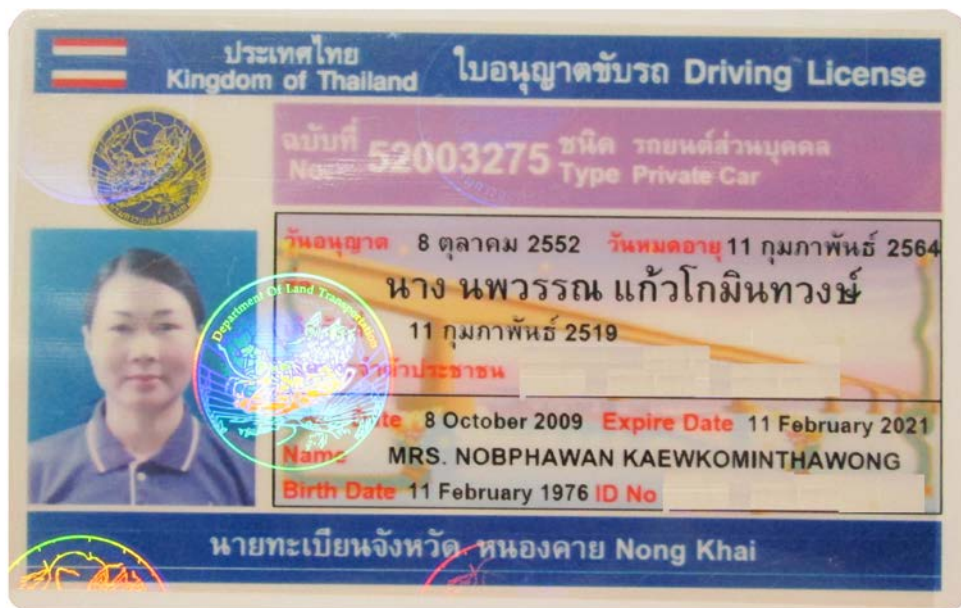 ประเทศไทย
Kingdom of Thailand
ใบอนุญาตขับรถ Driving License
ฉบับที่ 52003275 ชนิด รถยนต์ส่วนบุคคล
No. Type Private Car
วันอนุญาต 8 ตุลาคม 2552 วันหมดอายุ 11 กุมภาพันธ์ 2564
นาง นพวรรณ แก้วโกมินทวงษ์
11 กุมภาพันธ์ 2519
ประชาชน
Department Of Land Transportation
Date 8 October 2009 Expire Date 11 February 2021
Name MRS. NOBPHAWAN KAEWKOMINTHAWONG
Birth Date 11 February 1976 ID No
นายทะเบียนจังหวัด หนองคาย Nong Khai